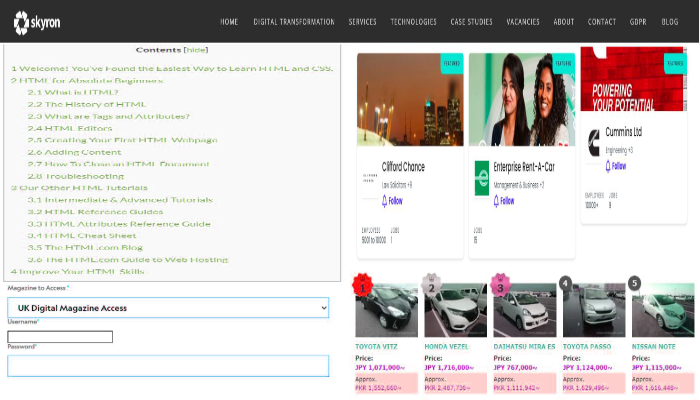 skyron
HOME DIGITAL TRANSFORMATION SERVICES TECHNOLOGIES CASE STUDIES VACANCIES ABOUT CONTACT GDPR BLOG
Contents [hide]
1 Welcome! You've Found the Easiest Way to Learn HTML and CSS.
2 HTML for Absolute Beginners
2.1 What is HTML?
2.2 The History of HTML
2.3 What are Tags and Attributes?
2.4 HTML Editors
2.5 Creating Your First HTML Webpage
2.6 Adding Content
2.7 How To Close an HTML Document
2.8 Troubleshooting
3 Our Other HTML Tutorials
3.1 Intermediate & Advanced Tutorials
3.2 HTML Reference Guides
3.3 HTML Attributes Reference Guide
3.4 HTML Cheat Sheet
3.5 The HTML.com Blog
3.6 The HTML.com Guide to Web Hosting
4 Improve Your HTML Skills
Magazine to Access *
UK Digital Magazine Access
Username*
Password*
FEATURED
Clifford Chance
Law Solicitors +9
Follow
EMPLOYEES JOBS
5001 to 10000 1
FEATURED
Enterprise Rent-A-Car
Management & Business +2
Follow
JOBS
15
FEATURED
POWERING
YOUR POTENTIAL
Cummins Ltd
Engineering +3
Follow
EMPLOYEES JOBS
10000+ 8
1 2 3 4 5
TOYOTA VITZ
Price:
JPY 1,071,000~
Approx.
PKR 1,552,660~
HONDA VEZEL
Price:
JPY 1,716,000~
Approx.
PKR 2,487,726~
DAIHATSU MIRA ES
Price:
JPY 767,000~
Approx.
PKR 1,111,942~
TOYOTA PASSO
Price:
JPY 1,124,000~
Approx.
PKR 1,629,496~
NISSAN NOTE
Price:
JPY 1,115,000~
Approx.
PKR 1,616,449~